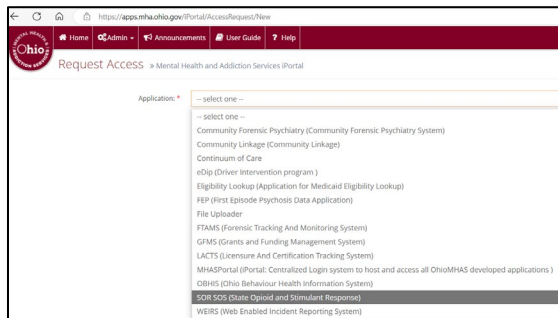 https://apps.mha.ohio.gov/iPortal/AccessRequest/New
Home Admin Announcements User Guide ? Help
MENTAL HEALTH &
Ohio
ADDICTION SERVICES
Request Access » Mental Health and Addiction Services iPortal
Application: * -- select one --
-- select one --
Community Forensic Psychiatry (Community Forensic Psychiatry System)
Community Linkage (Community Linkage)
Continuum of Care
eDip (Driver Intervention program )
Eligibility Lookup (Application for Medicaid Eligibility Lookup)
FEP (First Episode Psychosis Data Application)
File Uploader
FTAMS (Forensic Tracking And Monitoring System)
GFMS (Grants and Funding Management System)
LACTS (Licensure And Certification Tracking System)
MHASPortal (iPortal: Centralized Login system to host and access all OhioMHAS developed applications )
OBHIS (Ohio Behaviour Health Information System)
SOR SOS (State Opioid and Stimulant Response)
WEIRS (Web Enabled Incident Reporting System)